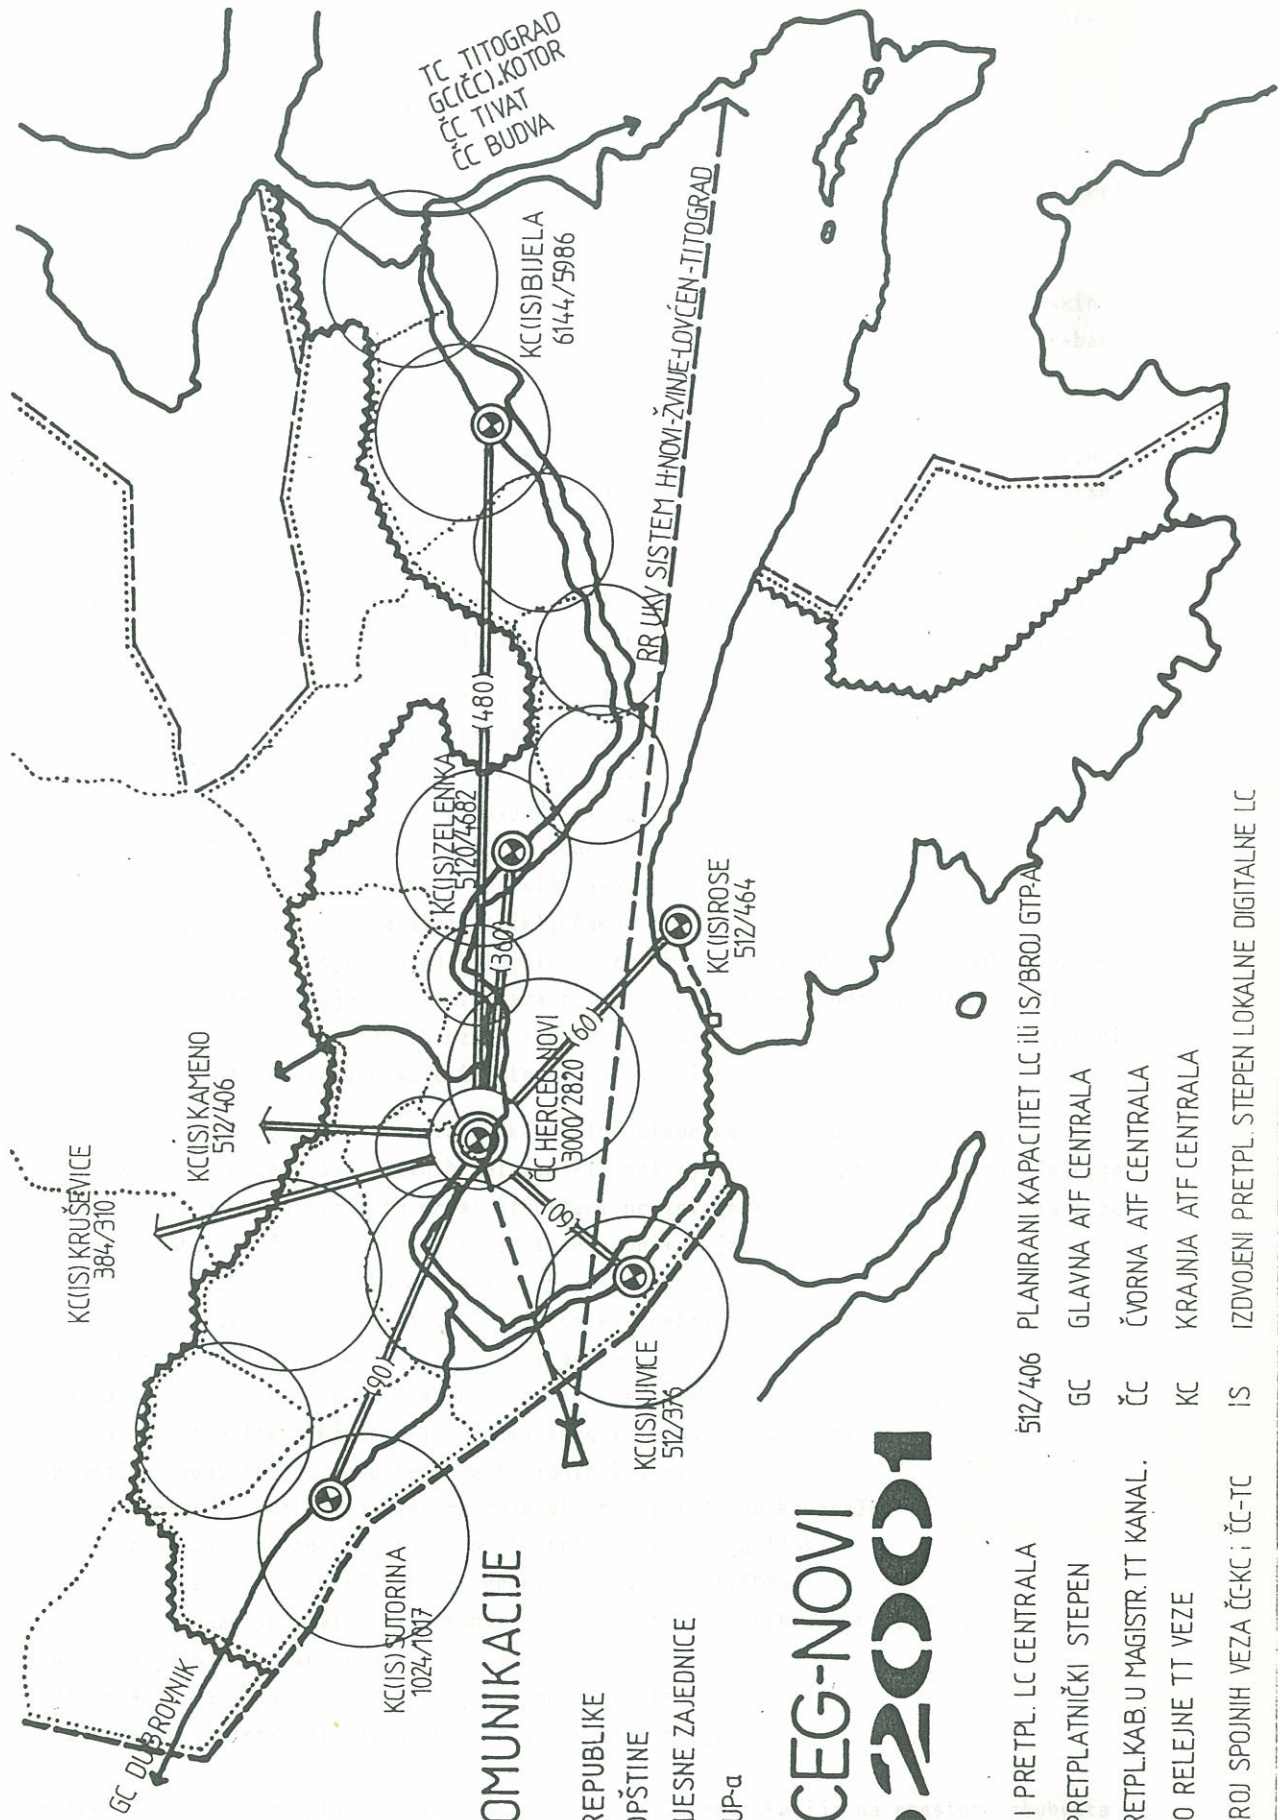 TC TITOGRAD
GC(ČC).KOTOR
ČC TIVAT
ČC BUDVA
KC(IS)BIJELA
6144/5986
RR UKV SISTEM H-NOVI-ŽVINJE-LOVĆEN-TITOGRAD
(480)
KC(IS)ZELENIKA
5120/4682
(360)
KC(IS)ROSE
512/464
(60)
KC(IS)KAMENO
512/406
KC(IS) KRUŠEVICE
384/310
ČC HERCEG NOVI
3000/2820
(60)
KC(IS)NJIVICE
512/376
(90)
KC(IS) SUTORINA
1024/1017
GC DUBROVNIK
OMUNIKACIJE
REPUBLIKE
OPŠTINE
JESNE ZAJEDNICE
UP-a
CEG-NOVI
2001
PRETPL. LC CENTRALA
PRETPLATNIČKI STEPEN
RETPL.KAB.U MAGISTR.TT KANAL.
O RELEJNE TT VEZE
ROJ SPOJNIH VEZA ČC-KC i ČC-TC
512/406 PLANIRANI KAPACITET LC ili IS/BROJ GTP-A
GC GLAVNA ATF CENTRALA
ČC ČVORNA ATF CENTRALA
KC KRAJNJA ATF CENTRALA
IS IZDVOJENI PRETPL. STEPEN LOKALNE DIGITALNE LC